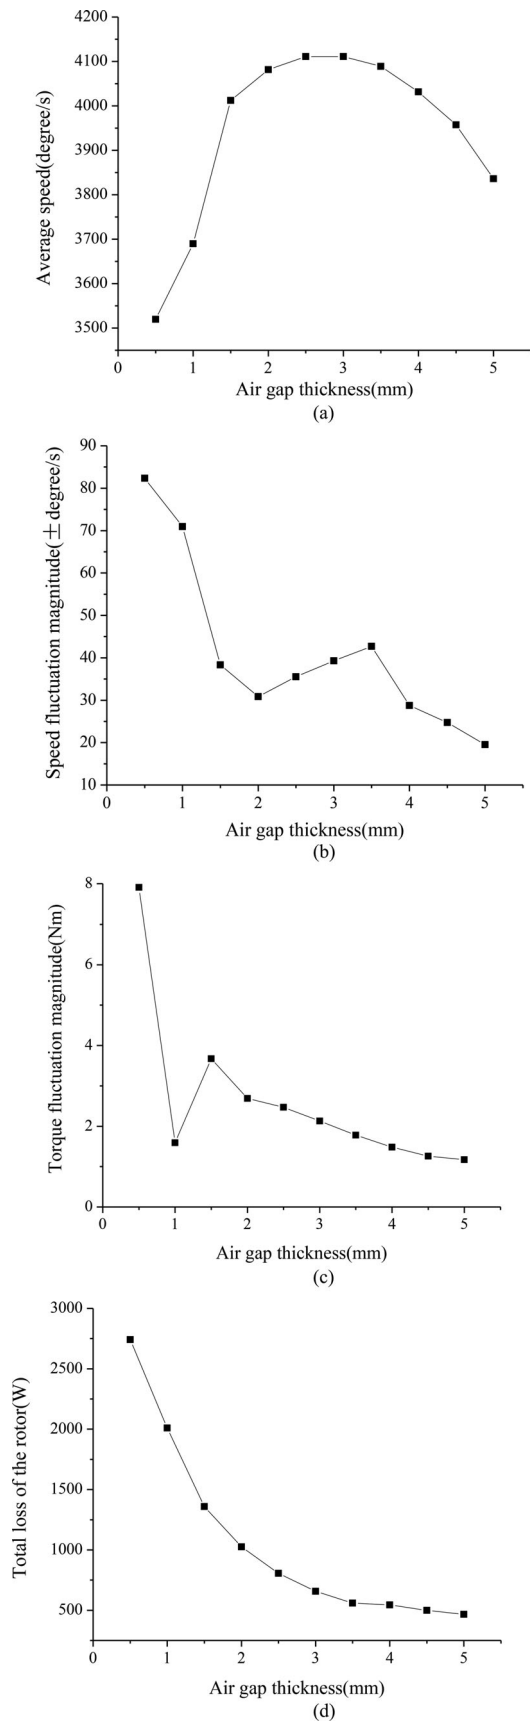 4200
4100
4000
3900
3800
3700
3600
3500
Average speed(degree/s)
0 1 2 3 4 5
Air gap thickness(mm)
(a)
90
80
70
60
50
40
30
20
10
Speed fluctuation magnitude(±degree/s)
0 1 2 3 4 5
Air gap thickness(mm)
(b)
8
6
4
2
0
Torque fluctuation magnitude(Nm)
0 1 2 3 4 5
Air gap thickness(mm)
(c)
3000
2500
2000
1500
1000
500
Total loss of the rotor(W)
0 1 2 3 4 5
Air gap thickness(mm)
(d)